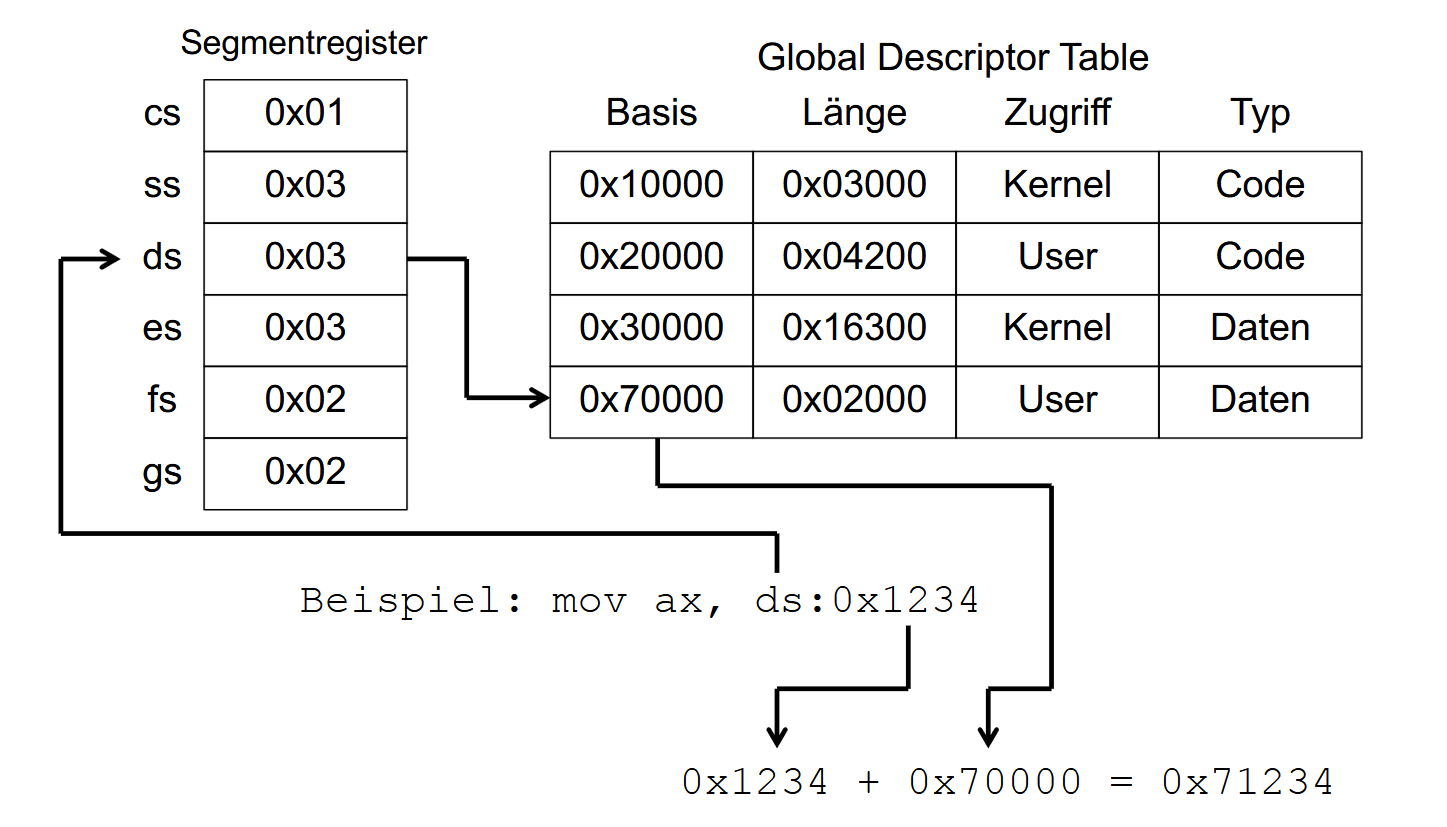 Segmentregister
Global Descriptor Table
Basis Länge Zugriff Typ
cs 0x01
ss 0x03
ds 0x03
es 0x03
fs 0x02
gs 0x02
0x10000 0x03000 Kernel Code
0x20000 0x04200 User Code
0x30000 0x16300 Kernel Daten
0x70000 0x02000 User Daten
Beispiel: mov ax, ds:0x1234
0x1234 + 0x70000 = 0x71234